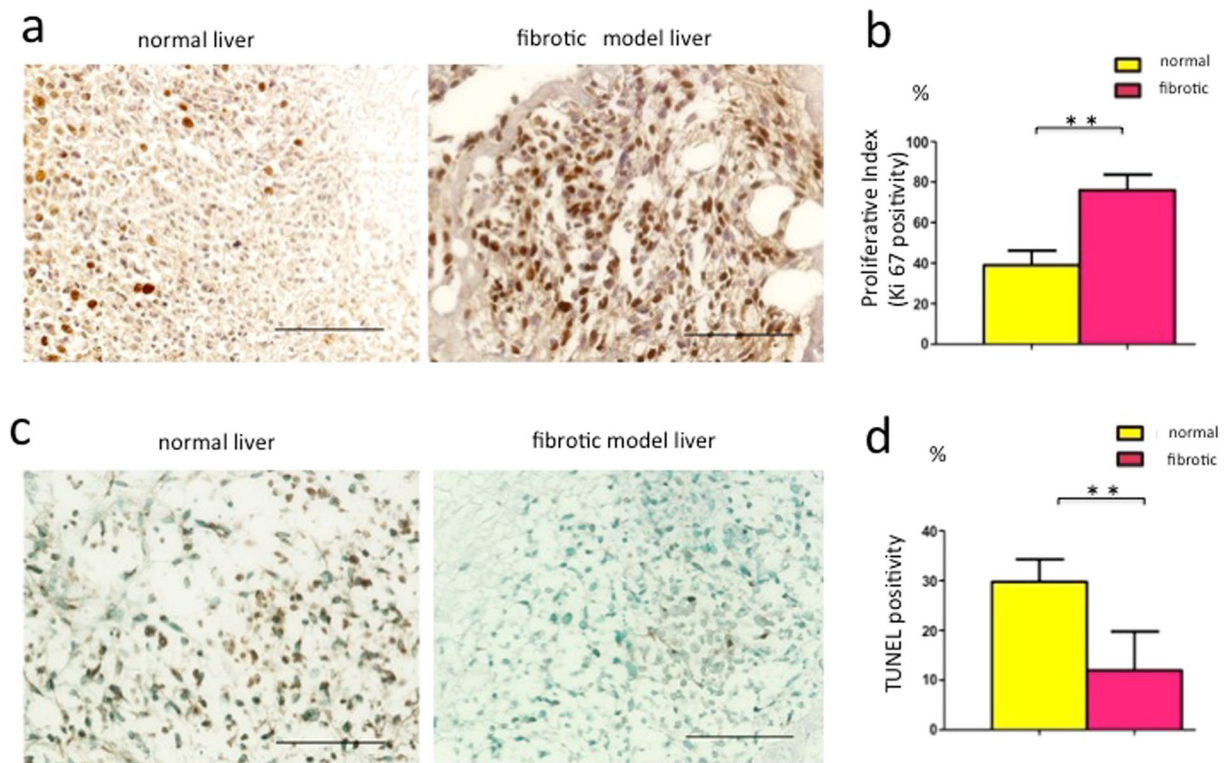 a
normal liver
fibrotic model liver
b
normal
fibrotic
%
* *
Proliferative Index
(Ki 67 positivity)
100
80
60
40
20
0
c
normal liver
fibrotic model liver
d
normal
fibrotic
%
* *
TUNEL positivity
40
30
20
10
0